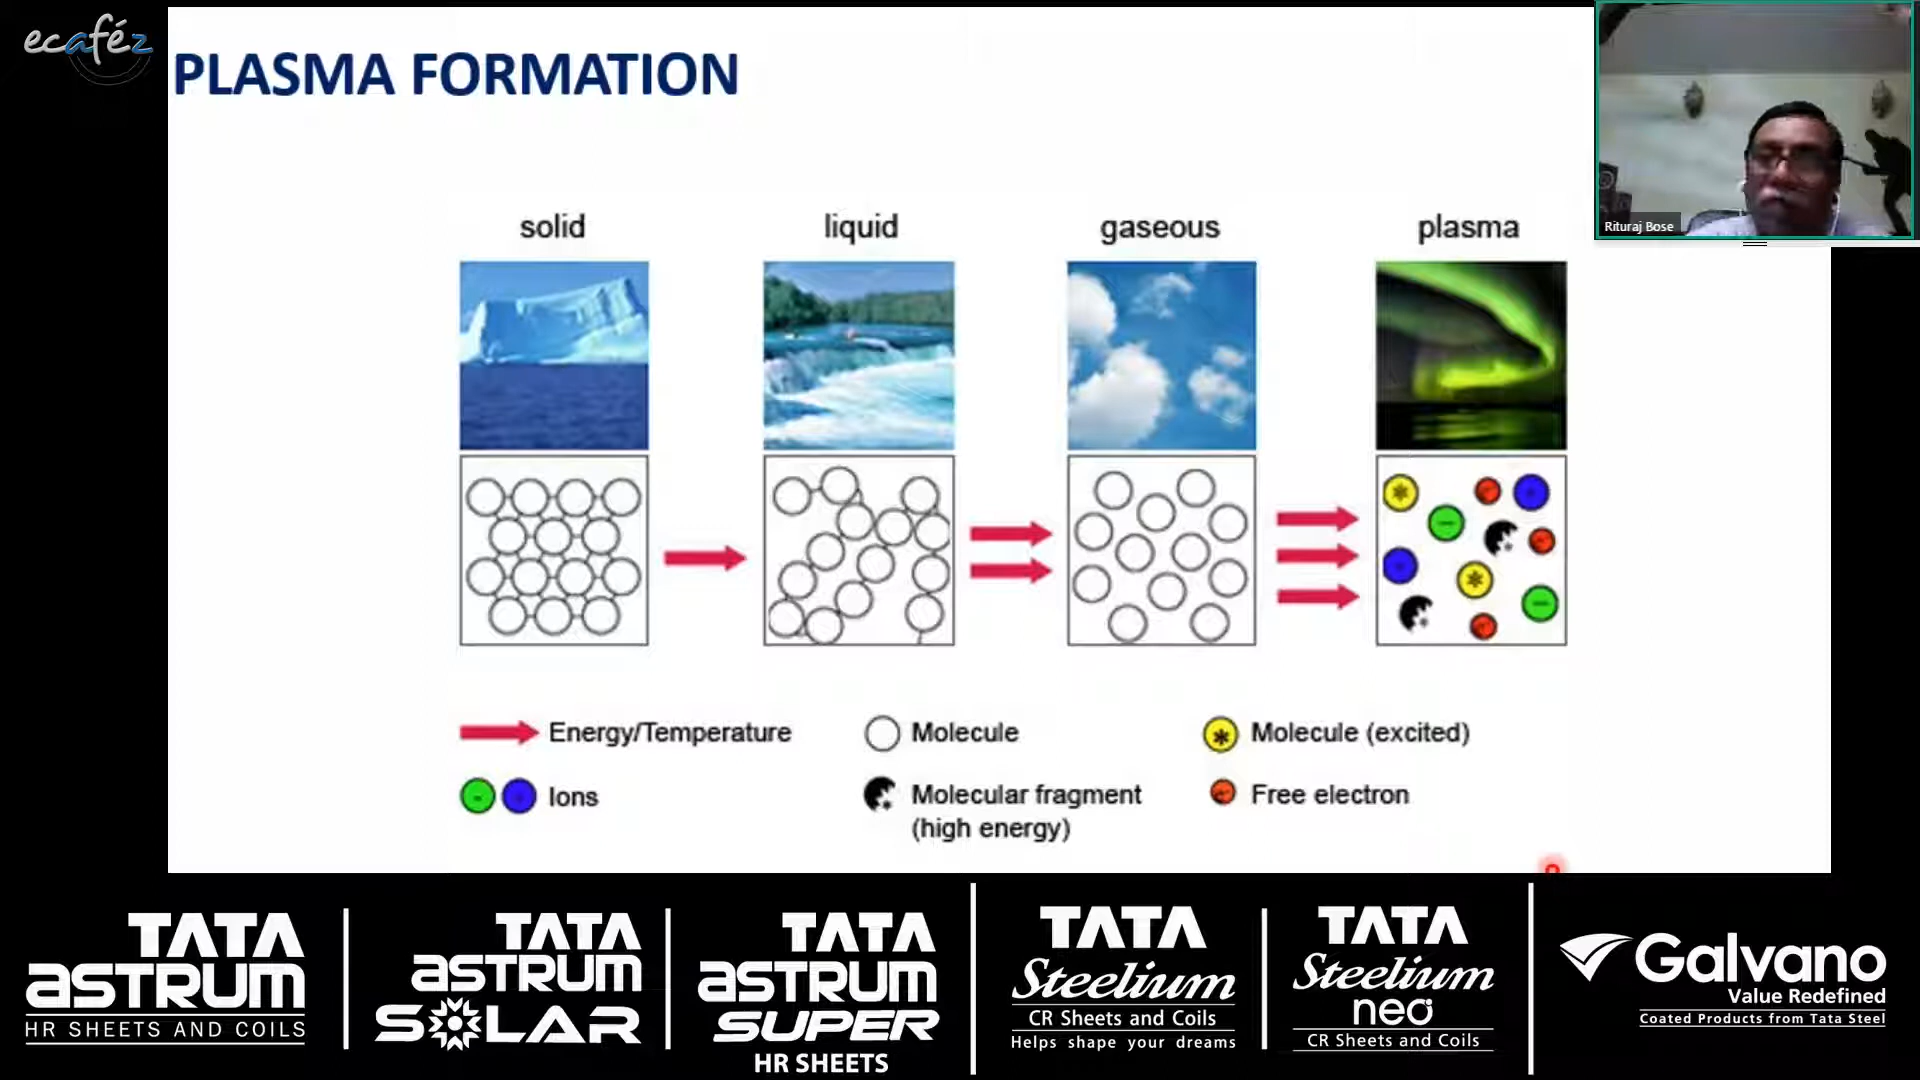 ecaféz
PLASMA FORMATION
Rituraj Bose
solid
liquid
gaseous
plasma
Energy/Temperature
Molecule
Molecule (excited)
Ions
Molecular fragment
(high energy)
Free electron
TATA
ASTRUM
HR SHEETS AND COILS
TATA
ASTRUM
SOLAR
TATA
ASTRUM
SUPER
HR SHEETS
TATA
Steelium
CR Sheets and Coils
Helps shape your dreams
TATA
Steelium
neo
CR Sheets and Coils
Galvano
Value Redefined
Coated Products from Tata Steel